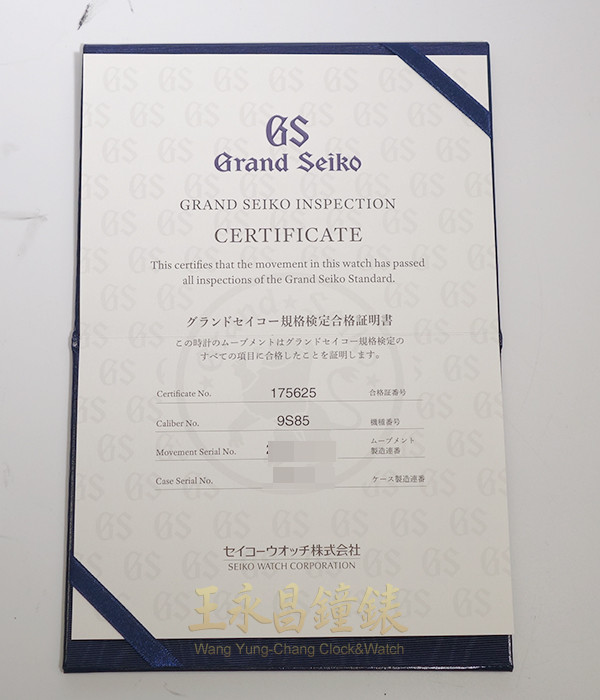 GS
Grand Seiko
GRAND SEIKO INSPECTION
CERTIFICATE
This certifies that the movement in this watch has passed
all inspections of the Grand Seiko Standard.
グランドセイコー規格検定合格証明書
この時計のムーブメントはグランドセイコー規格検定の
すべての項目に合格したことを証明します。
Certificate No. 175625 合格証番号
Caliber No. 9S85 機種番号
Movement Serial No. ムーブメント
製造連番
Case Serial No. ケース製造連番
セイコーウオッチ株式会社
SEIKO WATCH CORPORATION
王永昌鐘錶
Wang Yung-Chang Clock&Watch